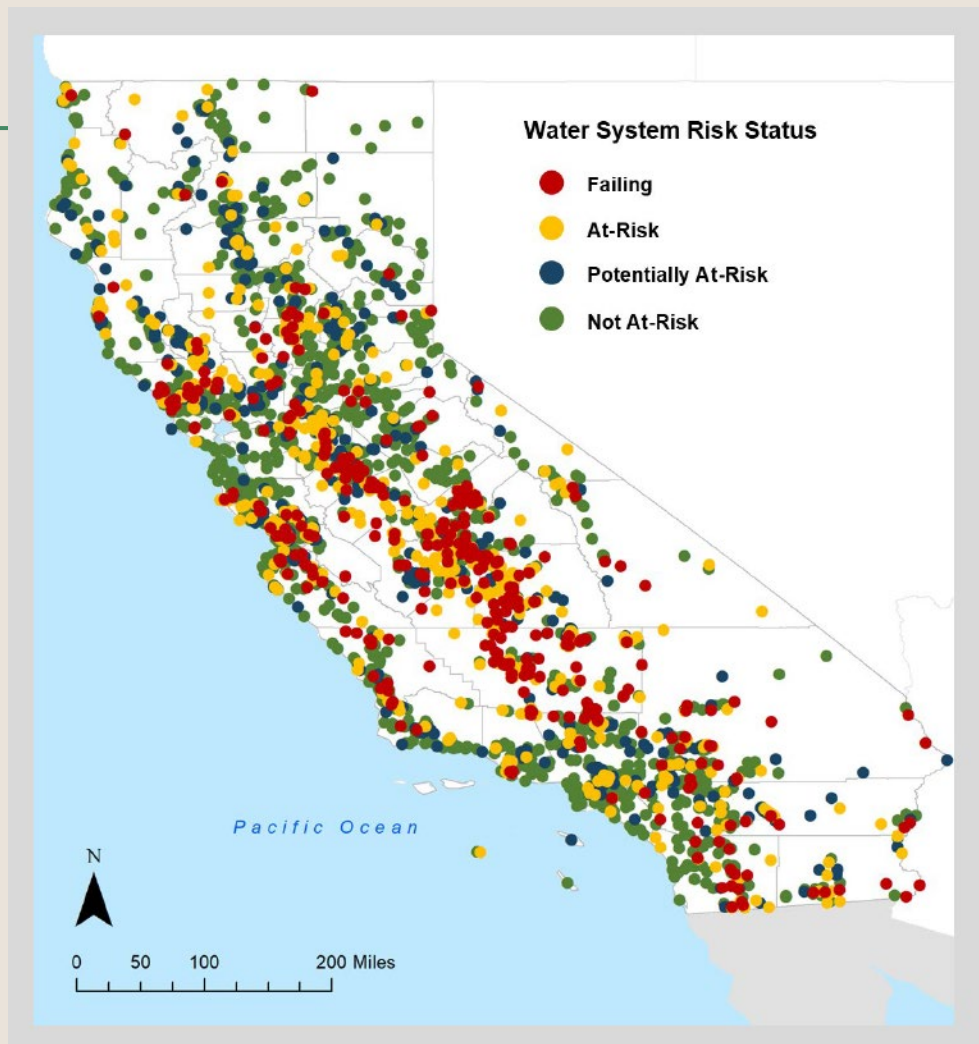 Water System Risk Status
Failing
At-Risk
Potentially At-Risk
Not At-Risk
Pacific Ocean
N
0 50 100 200 Miles